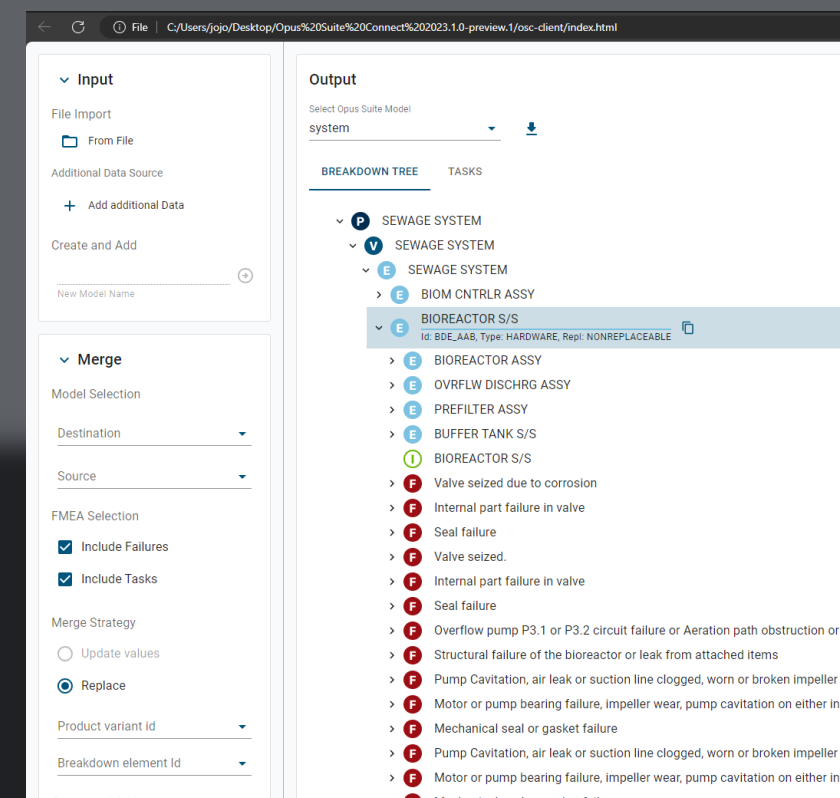 File
C:/Users/jojo/Desktop/Opus%20Suite%20Connect%202023.1.0-preview.1/osc-client/index.html
Input
File Import
From File
Additional Data Source
Add additional Data
Create and Add
New Model Name
Merge
Model Selection
Destination
Source
FMEA Selection
Include Failures
Include Tasks
Merge Strategy
Update values
Replace
Product variant id
Breakdown element Id
Output
Select Opus Suite Model
system
BREAKDOWN TREE TASKS
P SEWAGE SYSTEM
V SEWAGE SYSTEM
E SEWAGE SYSTEM
E BIOM CNTRLR ASSY
E BIOREACTOR S/S
Id: BDE_AAB, Type: HARDWARE, Repl: NONREPLACEABLE
E BIOREACTOR ASSY
E OVRFLW DISCHRG ASSY
E PREFILTER ASSY
E BUFFER TANK S/S
I BIOREACTOR S/S
F Valve seized due to corrosion
F Internal part failure in valve
F Seal failure
F Valve seized.
F Internal part failure in valve
F Seal failure
F Overflow pump P3.1 or P3.2 circuit failure or Aeration path obstruction or
F Structural failure of the bioreactor or leak from attached items
F Pump Cavitation, air leak or suction line clogged, worn or broken impeller
F Motor or pump bearing failure, impeller wear, pump cavitation on either in
F Mechanical seal or gasket failure
F Pump Cavitation, air leak or suction line clogged, worn or broken impeller
F Motor or pump bearing failure, impeller wear, pump cavitation on either in